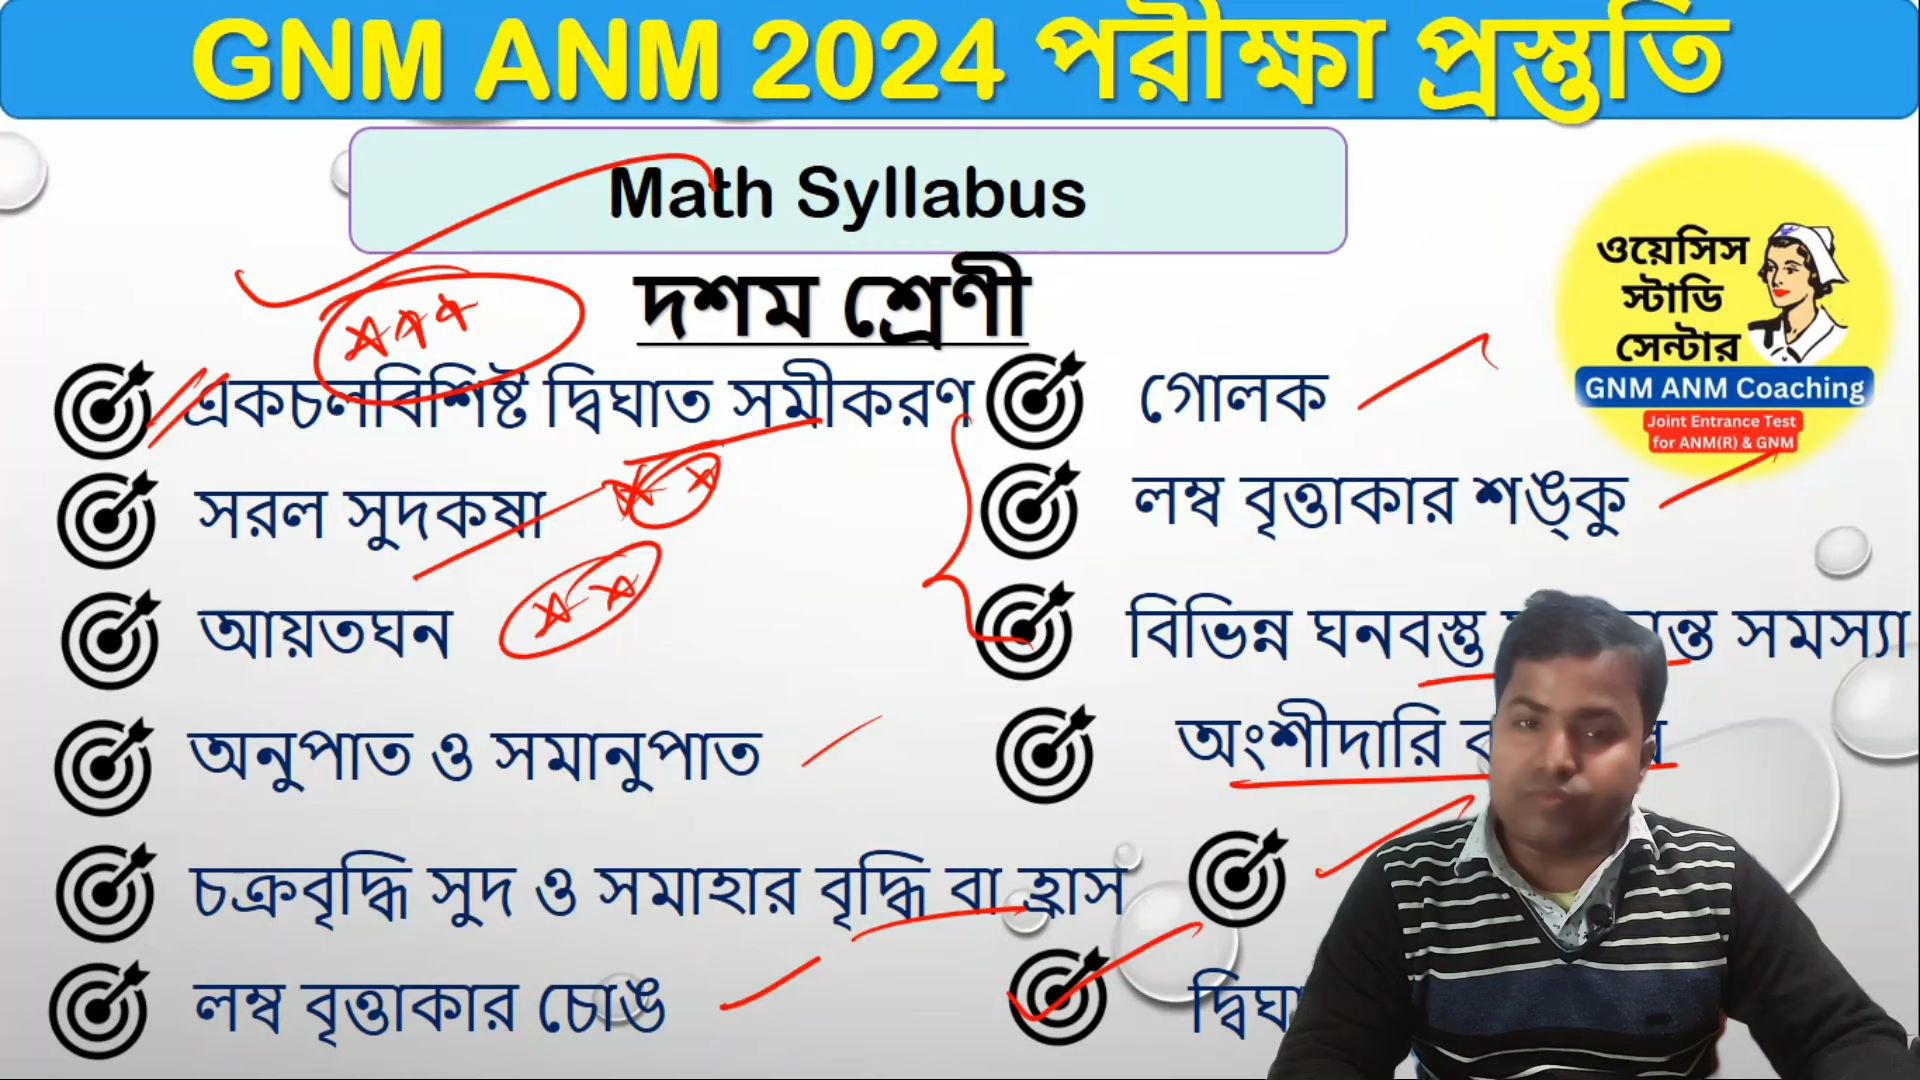 GNM ANM 2024 পরীক্ষা প্রস্তুতি
Math Syllabus
দশম শ্রেণী
একচলবিশিষ্ট দ্বিঘাত সমীকরণ
সরল সুদকষা
আয়তঘন
অনুপাত ও সমানুপাত
চক্রবৃদ্ধি সুদ ও সমাহার বৃদ্ধি বা হ্রাস
লম্ব বৃত্তাকার চোঙ
গোলক
লম্ব বৃত্তাকার শঙ্কু
বিভিন্ন ঘনবস্তু সমস্যা
অংশীদারি
ওয়েসিস
স্টাডি
সেন্টার
GNM ANM Coaching
Joint Entrance Test
for ANM(R) & GNM